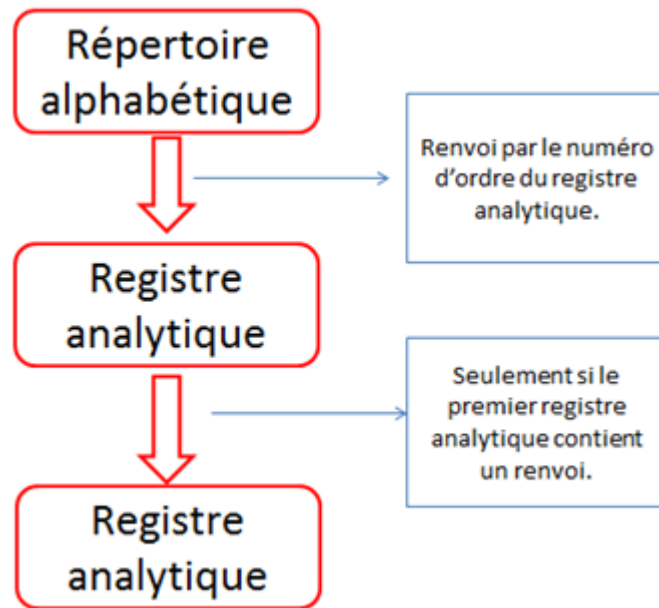 Répertoire
alphabétique
Renvoi par le numéro
d'ordre du registre
analytique.
Registre
analytique
Seulement si le
premier registre
analytique contient
un renvoi.
Registre
analytique